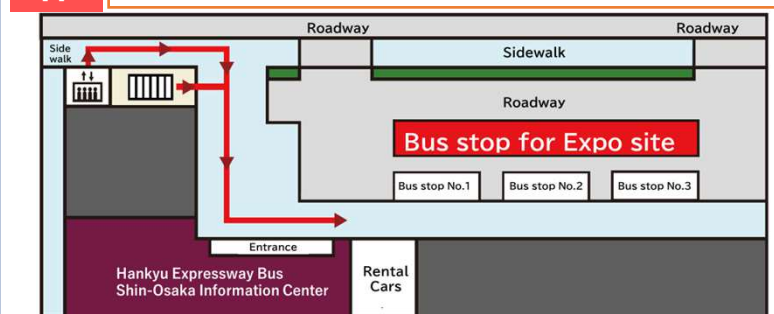 Roadway
Roadway
Side
walk
Sidewalk
Roadway
Bus stop for Expo site
Bus stop No.1
Bus stop No.2
Bus stop No.3
Entrance
Hankyu Expressway Bus
Shin-Osaka Information Center
Rental
Cars